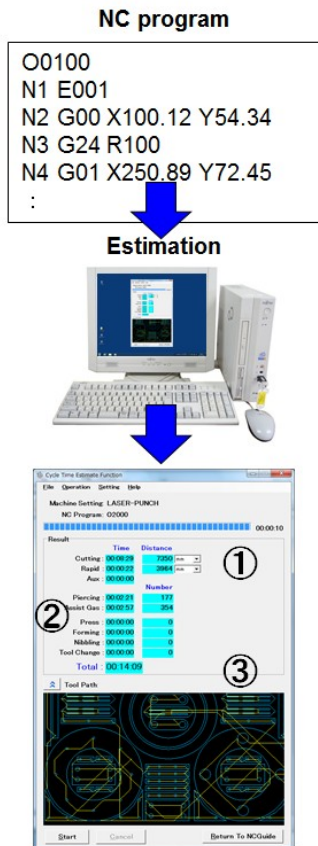 NC program
O0100
N1 E001
N2 G00 X100.12 Y54.34
N3 G24 R100
N4 G01 X250.89 Y72.45
:
Estimation
Cycle Time Estimate Function
File Operation Setting Help
Machine Setting: LASER-PUNCH
NC Program: O2000
00:00:10
Result
Time Distance
Cutting : 00:08:29 7350 mm
Rapid : 00:00:22 3964 mm
Aux : 00:00:00
Number
Piercing : 00:02:21 177
Assist Gas : 00:02:57 354
Press : 00:00:00 0
Forming : 00:00:00 0
Nibbling : 00:00:00 0
Tool Change : 00:00:00 0
Total : 00:14:09
①
②
③
Tool Path
Start Cancel Return To NCGuide